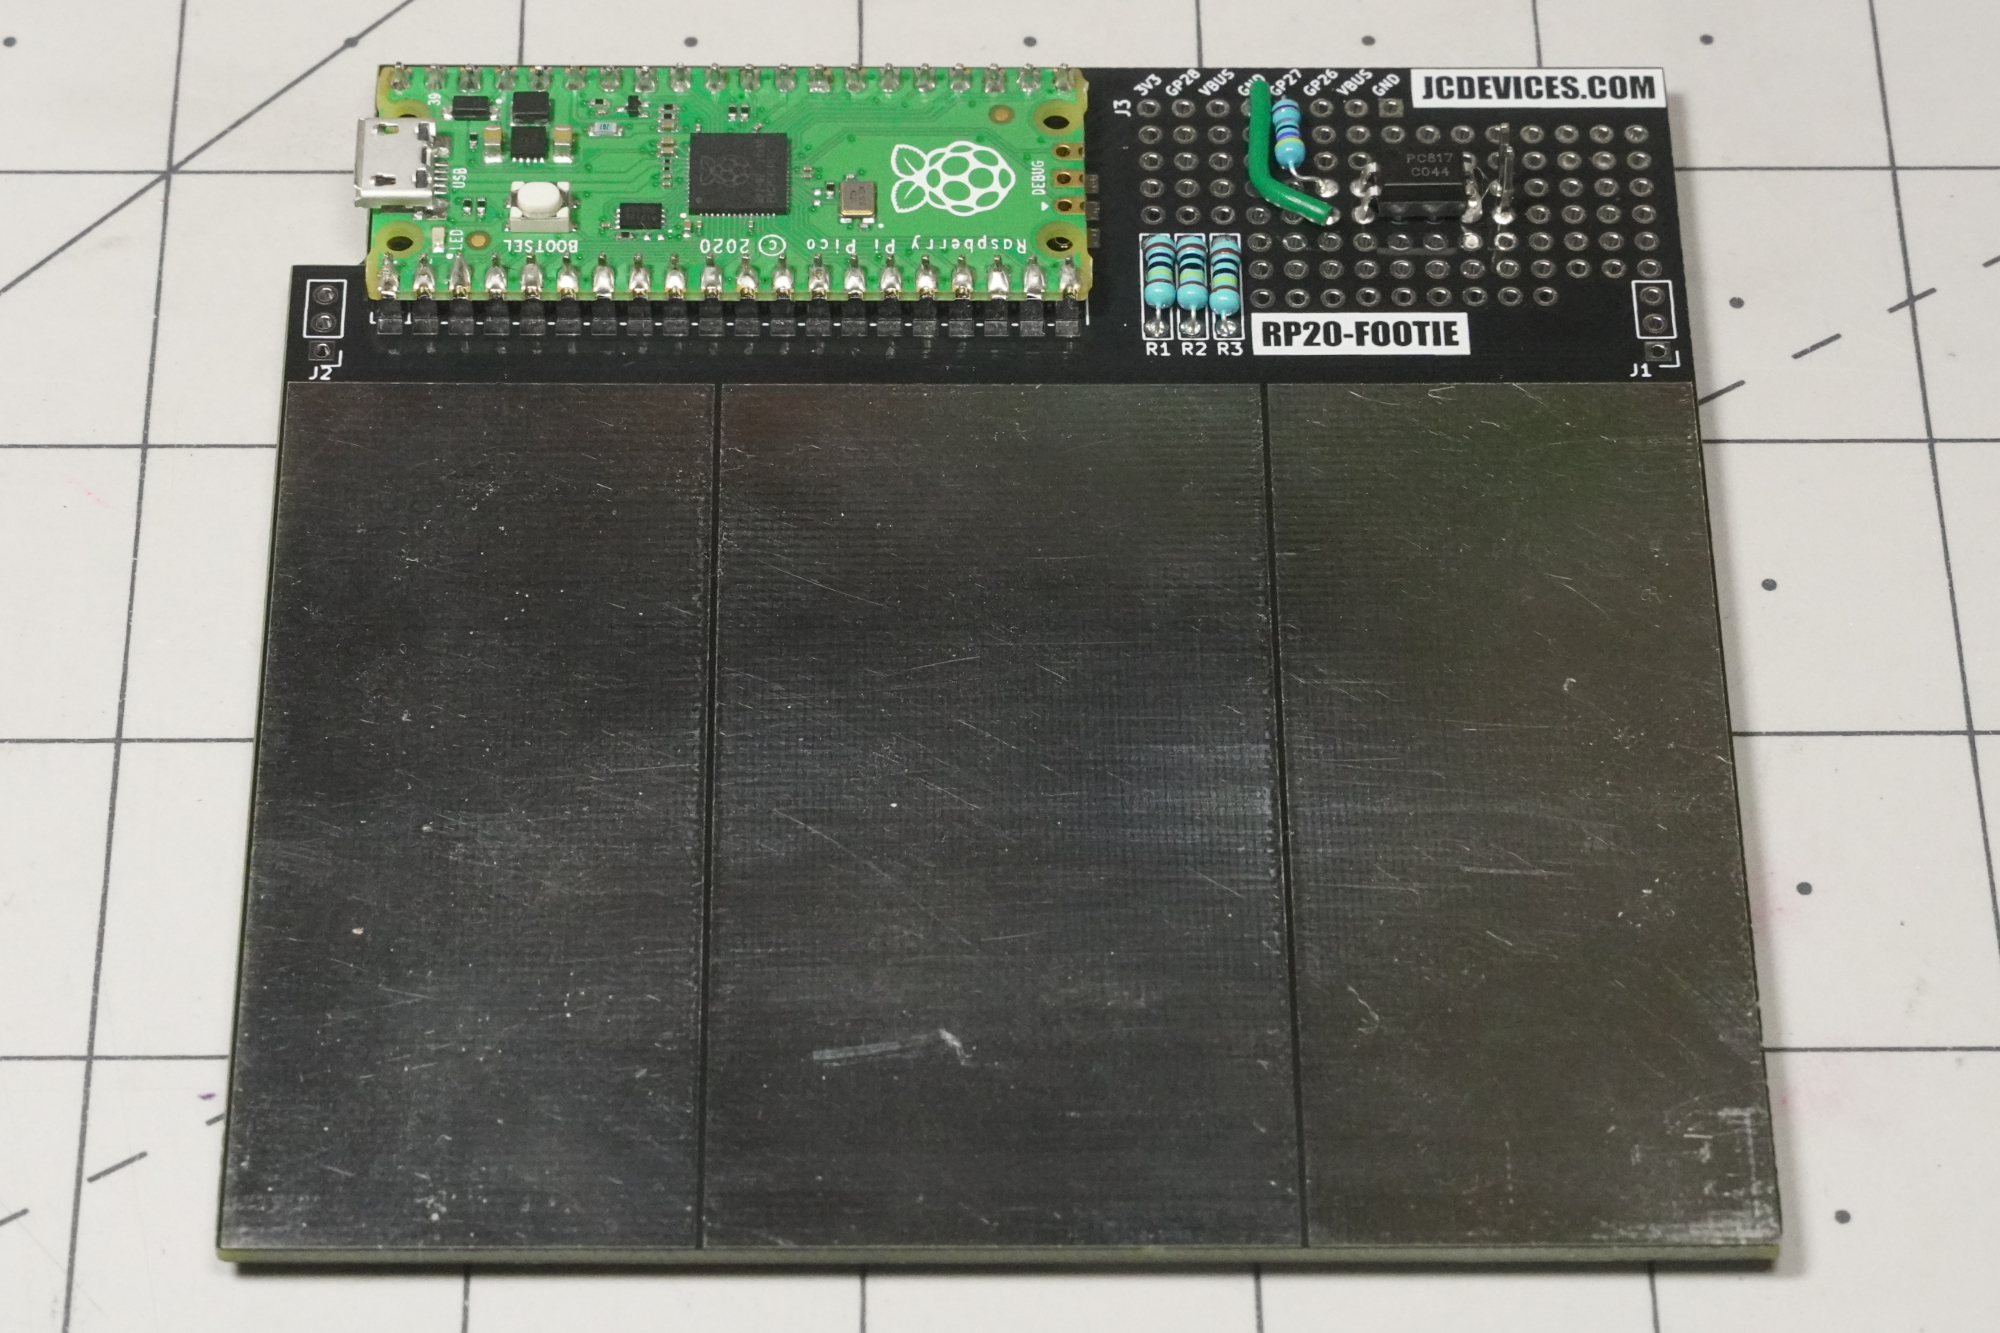 JCDEVICES.COM
J3
3V3
GP28
VBUS
GND
GP27
GP26
VBUS
GND
39
USB
DEBUG
LED
BOOTSEL
Raspberry Pi Pico © 2020
PC817
C044
RP20-FOOTIE
R1 R2 R3
J2
J1